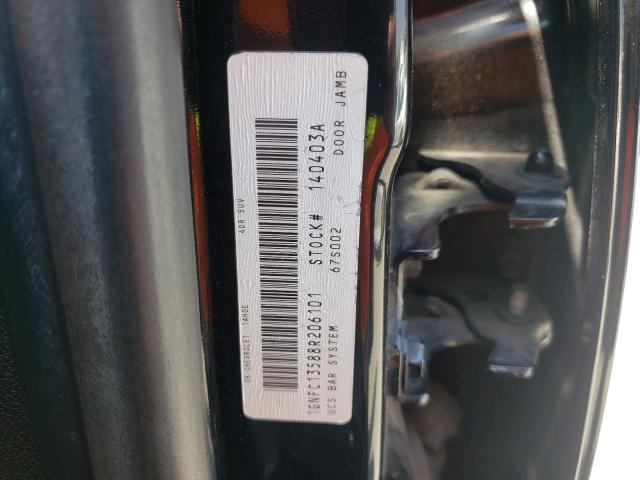 08 CHEVROLET TAHOE 4DR SUV
1GNFC13588R206101 STOCK# 140403A
UCS BAR SYSTEM 67S002 DOOR JAMB